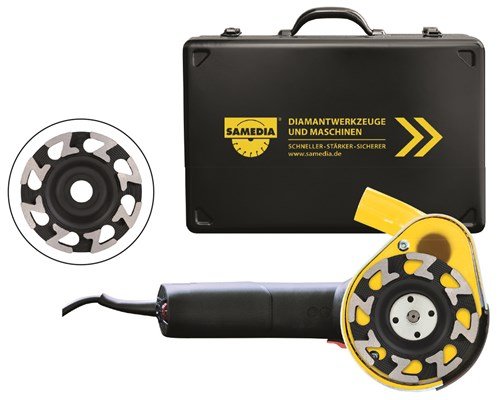 SAMEDIA®
DIAMANTWERKZEUGE
UND MASCHINEN
SCHNELLER • STÄRKER • SICHERER
www.samedia.de